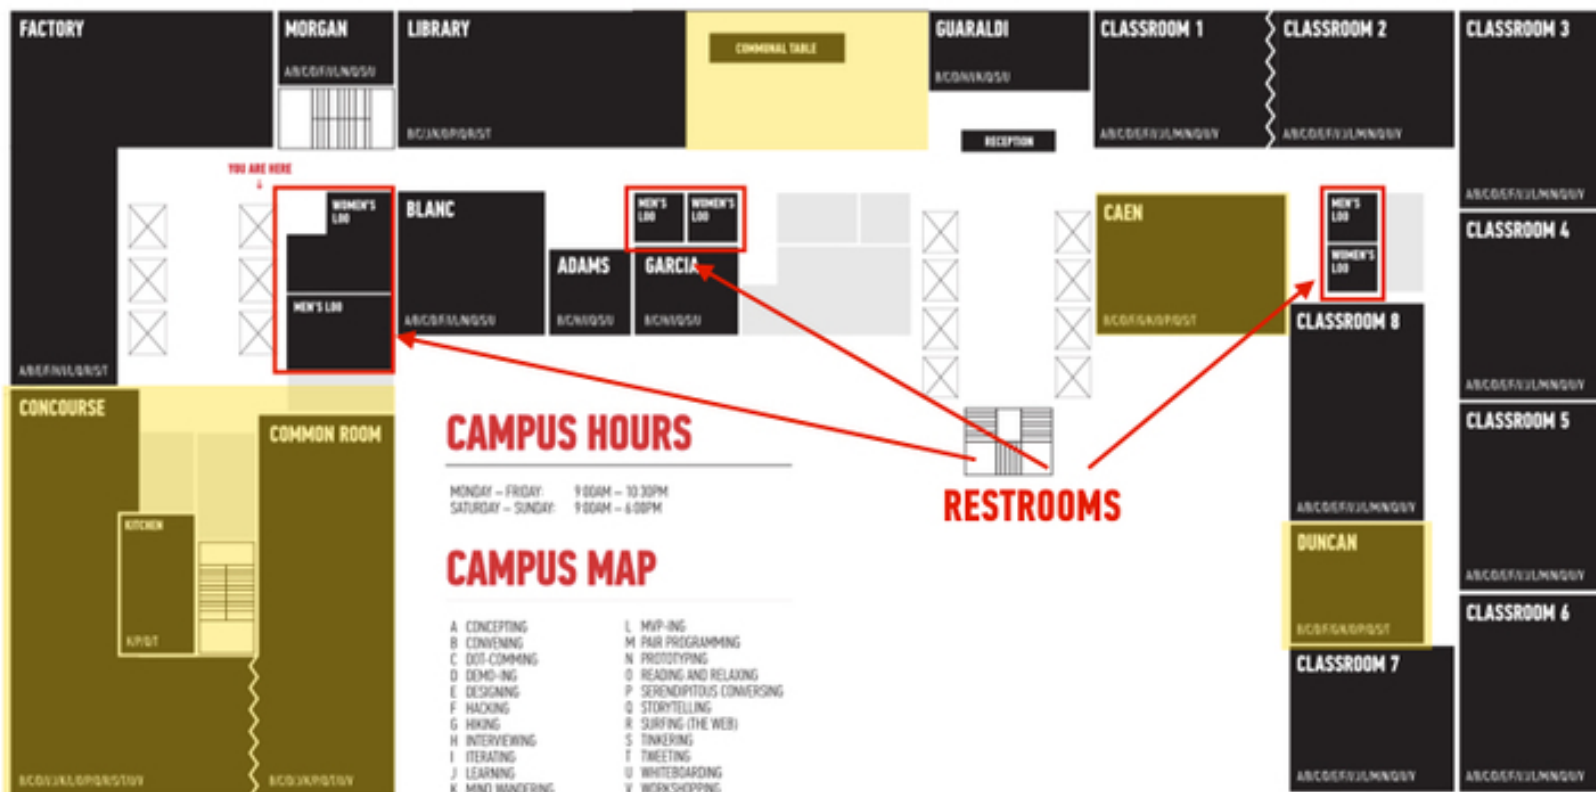 FACTORY
MORGAN
LIBRARY
COMMUNAL TABLE
GUARALDI
CLASSROOM 1
CLASSROOM 2
CLASSROOM 3
A/B/C/D/F/I/L/N/Q/S/U
B/C/D/H/I/K/Q/S/U
B/C/J/K/O/P/Q/R/S/T
RECEPTION
YOU ARE HERE
WOMEN'S
LOO
BLANC
MEN'S
LOO
WOMEN'S
LOO
CAEN
MEN'S
LOO
CLASSROOM 4
ADAMS
GARCIA
WOMEN'S
LOO
MEN'S LOO
A/B/C/D/F/I/L/N/Q/S/U
B/C/H/I/Q/S/U
B/C/H/I/Q/S/U
CLASSROOM 8
CONCOURSE
COMMON ROOM
CAMPUS HOURS
CLASSROOM 5
MONDAY – FRIDAY: 9:00AM – 10:30PM
SATURDAY – SUNDAY: 9:00AM – 6:00PM
RESTROOMS
KITCHEN
DUNCAN
CAMPUS MAP
CLASSROOM 6
K/P/Q/T
CLASSROOM 7
A CONCEPTING
B CONVENING
C DOT-COMMING
D DEMO-ING
E DESIGNING
F HACKING
G HIKING
H INTERVIEWING
I ITERATING
J LEARNING
K MIND WANDERING
L MVP-ING
M PAIR PROGRAMMING
N PROTOTYPING
O READING AND RELAXING
P SERENDIPITOUS CONVERSING
Q STORYTELLING
R SURFING (THE WEB)
S TINKERING
T TWEETING
U WHITEBOARDING
V WORKSHOPPING